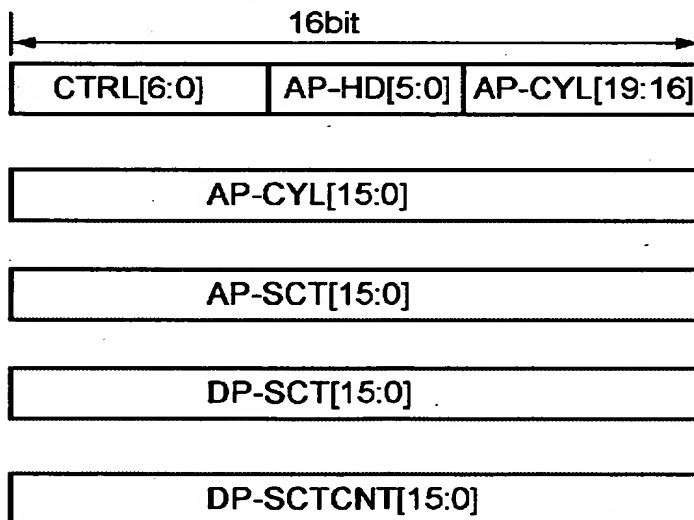 16bit
CTRL[6:0] AP-HD[5:0] AP-CYL[19:16]
AP-CYL[15:0]
AP-SCT[15:0]
DP-SCT[15:0]
DP-SCTCNT[15:0]